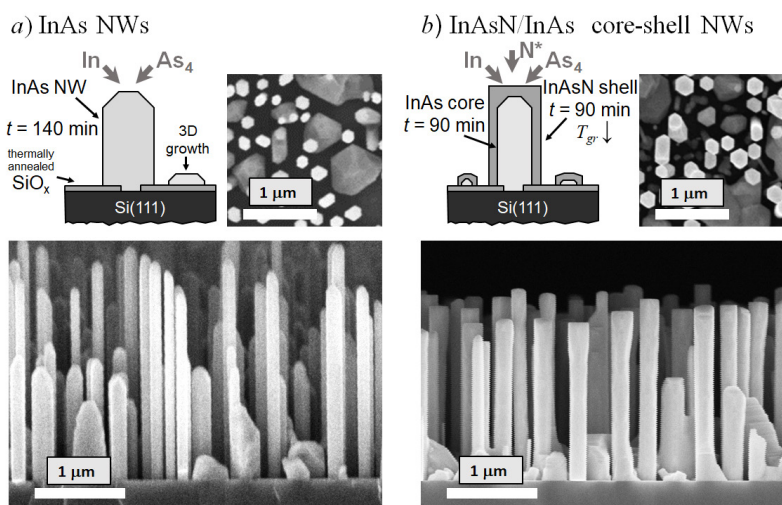 a) InAs NWs
In
As4
InAs NW
t = 140 min
3D
growth
thermally
annealed
SiOx
Si(111)
1 μm
1 μm
b) InAsN/InAs core-shell NWs
N*
In
As4
InAs core
t = 90 min
InAsN shell
t = 90 min
Tgr ↓
Si(111)
1 μm
1 μm